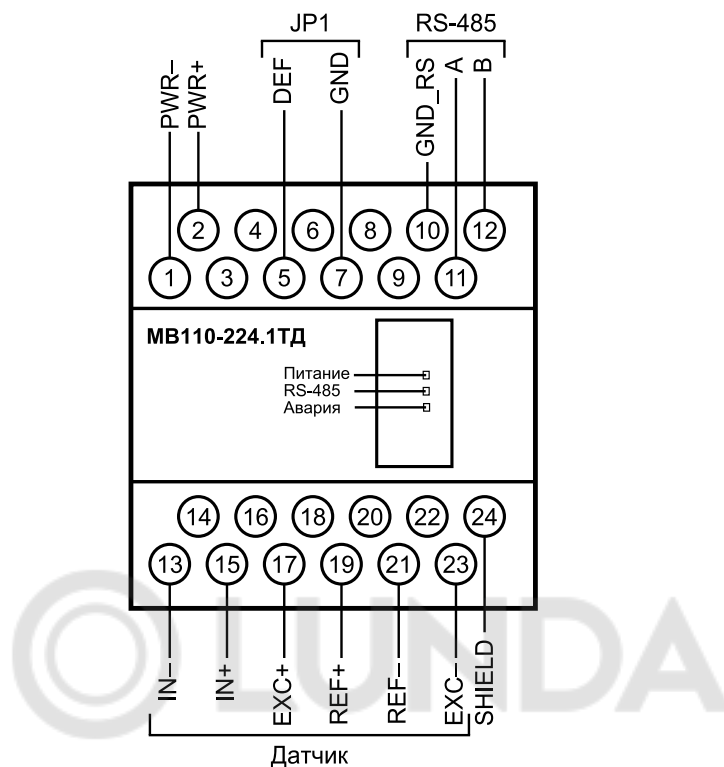 JP1
RS-485
PWR–
PWR+
DEF
GND
GND_RS
A
B
2
4
6
8
10
12
1
3
5
7
9
11
МВ110-224.1ТД
Питание
RS-485
Авария
14
16
18
20
22
24
13
15
17
19
21
23
IN–
IN+
EXC+
REF+
REF–
EXC–
SHIELD
Датчик
LUNDA